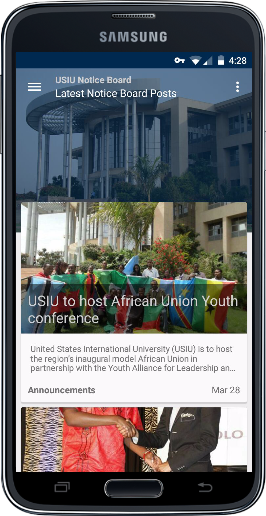 SAMSUNG
4:28
USIU Notice Board
Latest Notice Board Posts
USIU to host African Union Youth
conference
United States International University (USIU) is to host
the region's inaugural model African Union in
partnership with the Youth Alliance for Leadership an...
Announcements
Mar 28
OLO